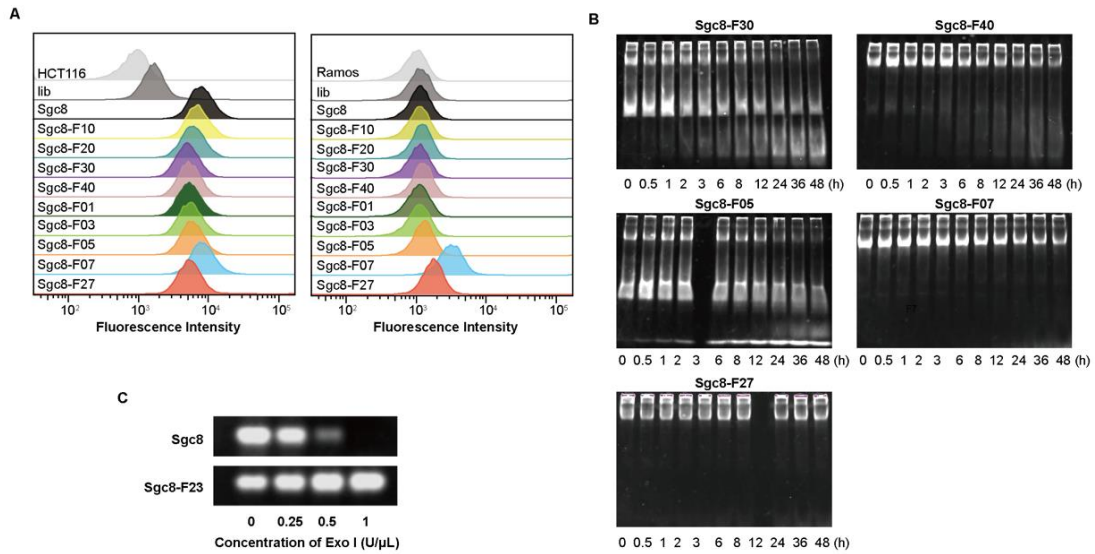 A
HCT116
lib
Sgc8
Sgc8-F10
Sgc8-F20
Sgc8-F30
Sgc8-F40
Sgc8-F01
Sgc8-F03
Sgc8-F05
Sgc8-F07
Sgc8-F27
10² 10³ 10⁴ 10⁵
Fluorescence Intensity
Ramos
lib
Sgc8
Sgc8-F10
Sgc8-F20
Sgc8-F30
Sgc8-F40
Sgc8-F01
Sgc8-F03
Sgc8-F05
Sgc8-F07
Sgc8-F27
10² 10³ 10⁴ 10⁵
Fluorescence Intensity
B
Sgc8-F30
0 0.5 1 2 3 6 8 12 24 36 48 (h)
Sgc8-F40
0 0.5 1 2 3 6 8 12 24 36 48 (h)
Sgc8-F05
0 0.5 1 2 3 6 8 12 24 36 48 (h)
Sgc8-F07
0 0.5 1 2 3 6 8 12 24 36 48 (h)
Sgc8-F27
0 0.5 1 2 3 6 8 12 24 36 48 (h)
C
Sgc8
Sgc8-F23
0 0.25 0.5 1
Concentration of Exo I (U/μL)